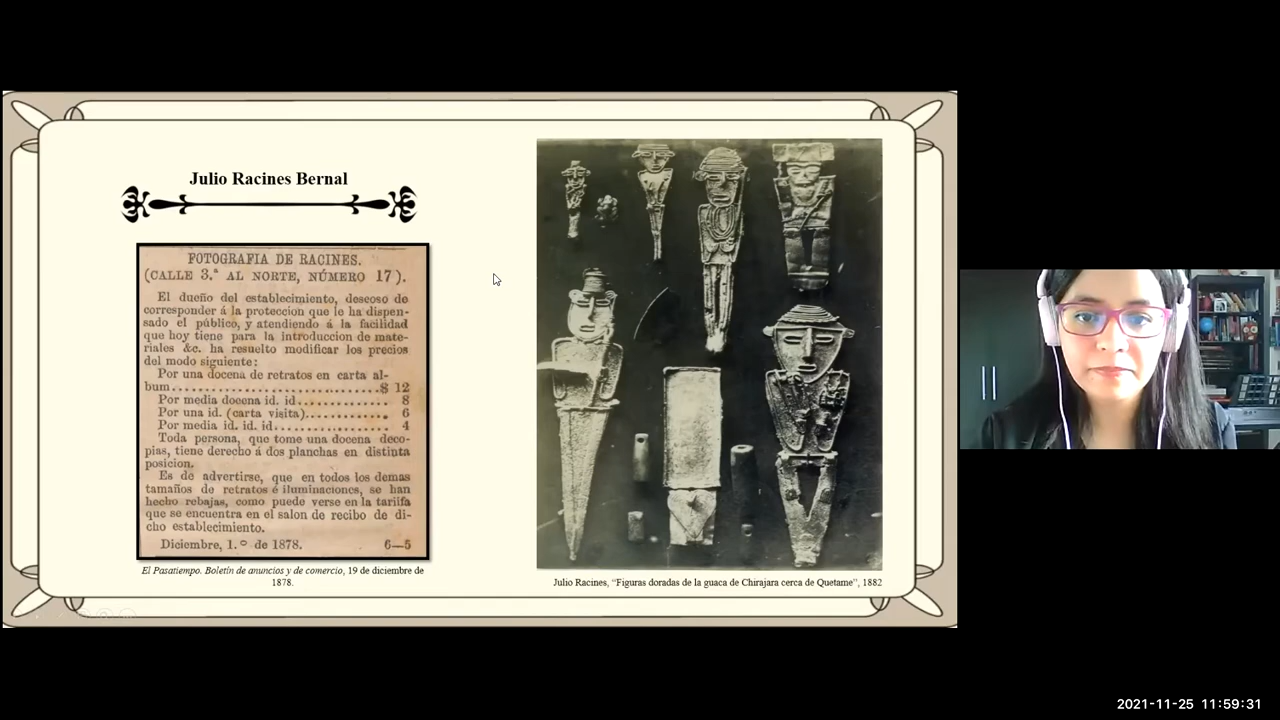 Julio Racines Bernal
FOTOGRAFIA DE RACINES.
(CALLE 3.ª AL NORTE, NÚMERO 17).
El dueño del establecimiento, deseoso de
corresponder á la proteccion que le ha dispen-
sado el público, y atendiendo á la facilidad
que hoy tiene para la introduccion de mate-
riales &c. ha resuelto modificar los precios
del modo siguiente:
Por una docena de retratos en carta al-
bum........................$ 12
Por media docena id. id.............. 8
Por una id. (carta visita)............. 6
Por media id. id. id................. 4
Toda persona, que tome una docena deco-
pias, tiene derecho á dos planchas en distinta
posicion.
Es de advertirse, que en todos los demas
tamaños de retratos é iluminaciones, se han
hecho rebajas, como puede verse en la tariifa
que se encuentra en el salon de recibo de di-
cho establecimiento.
Diciembre, 1.º de 1878. 6—5
El Pasatiempo. Boletín de anuncios y de comercio, 19 de diciembre de
1878.
Julio Racines, “Figuras doradas de la guaca de Chirajara cerca de Quetame”, 1882
2021-11-25 11:59:31